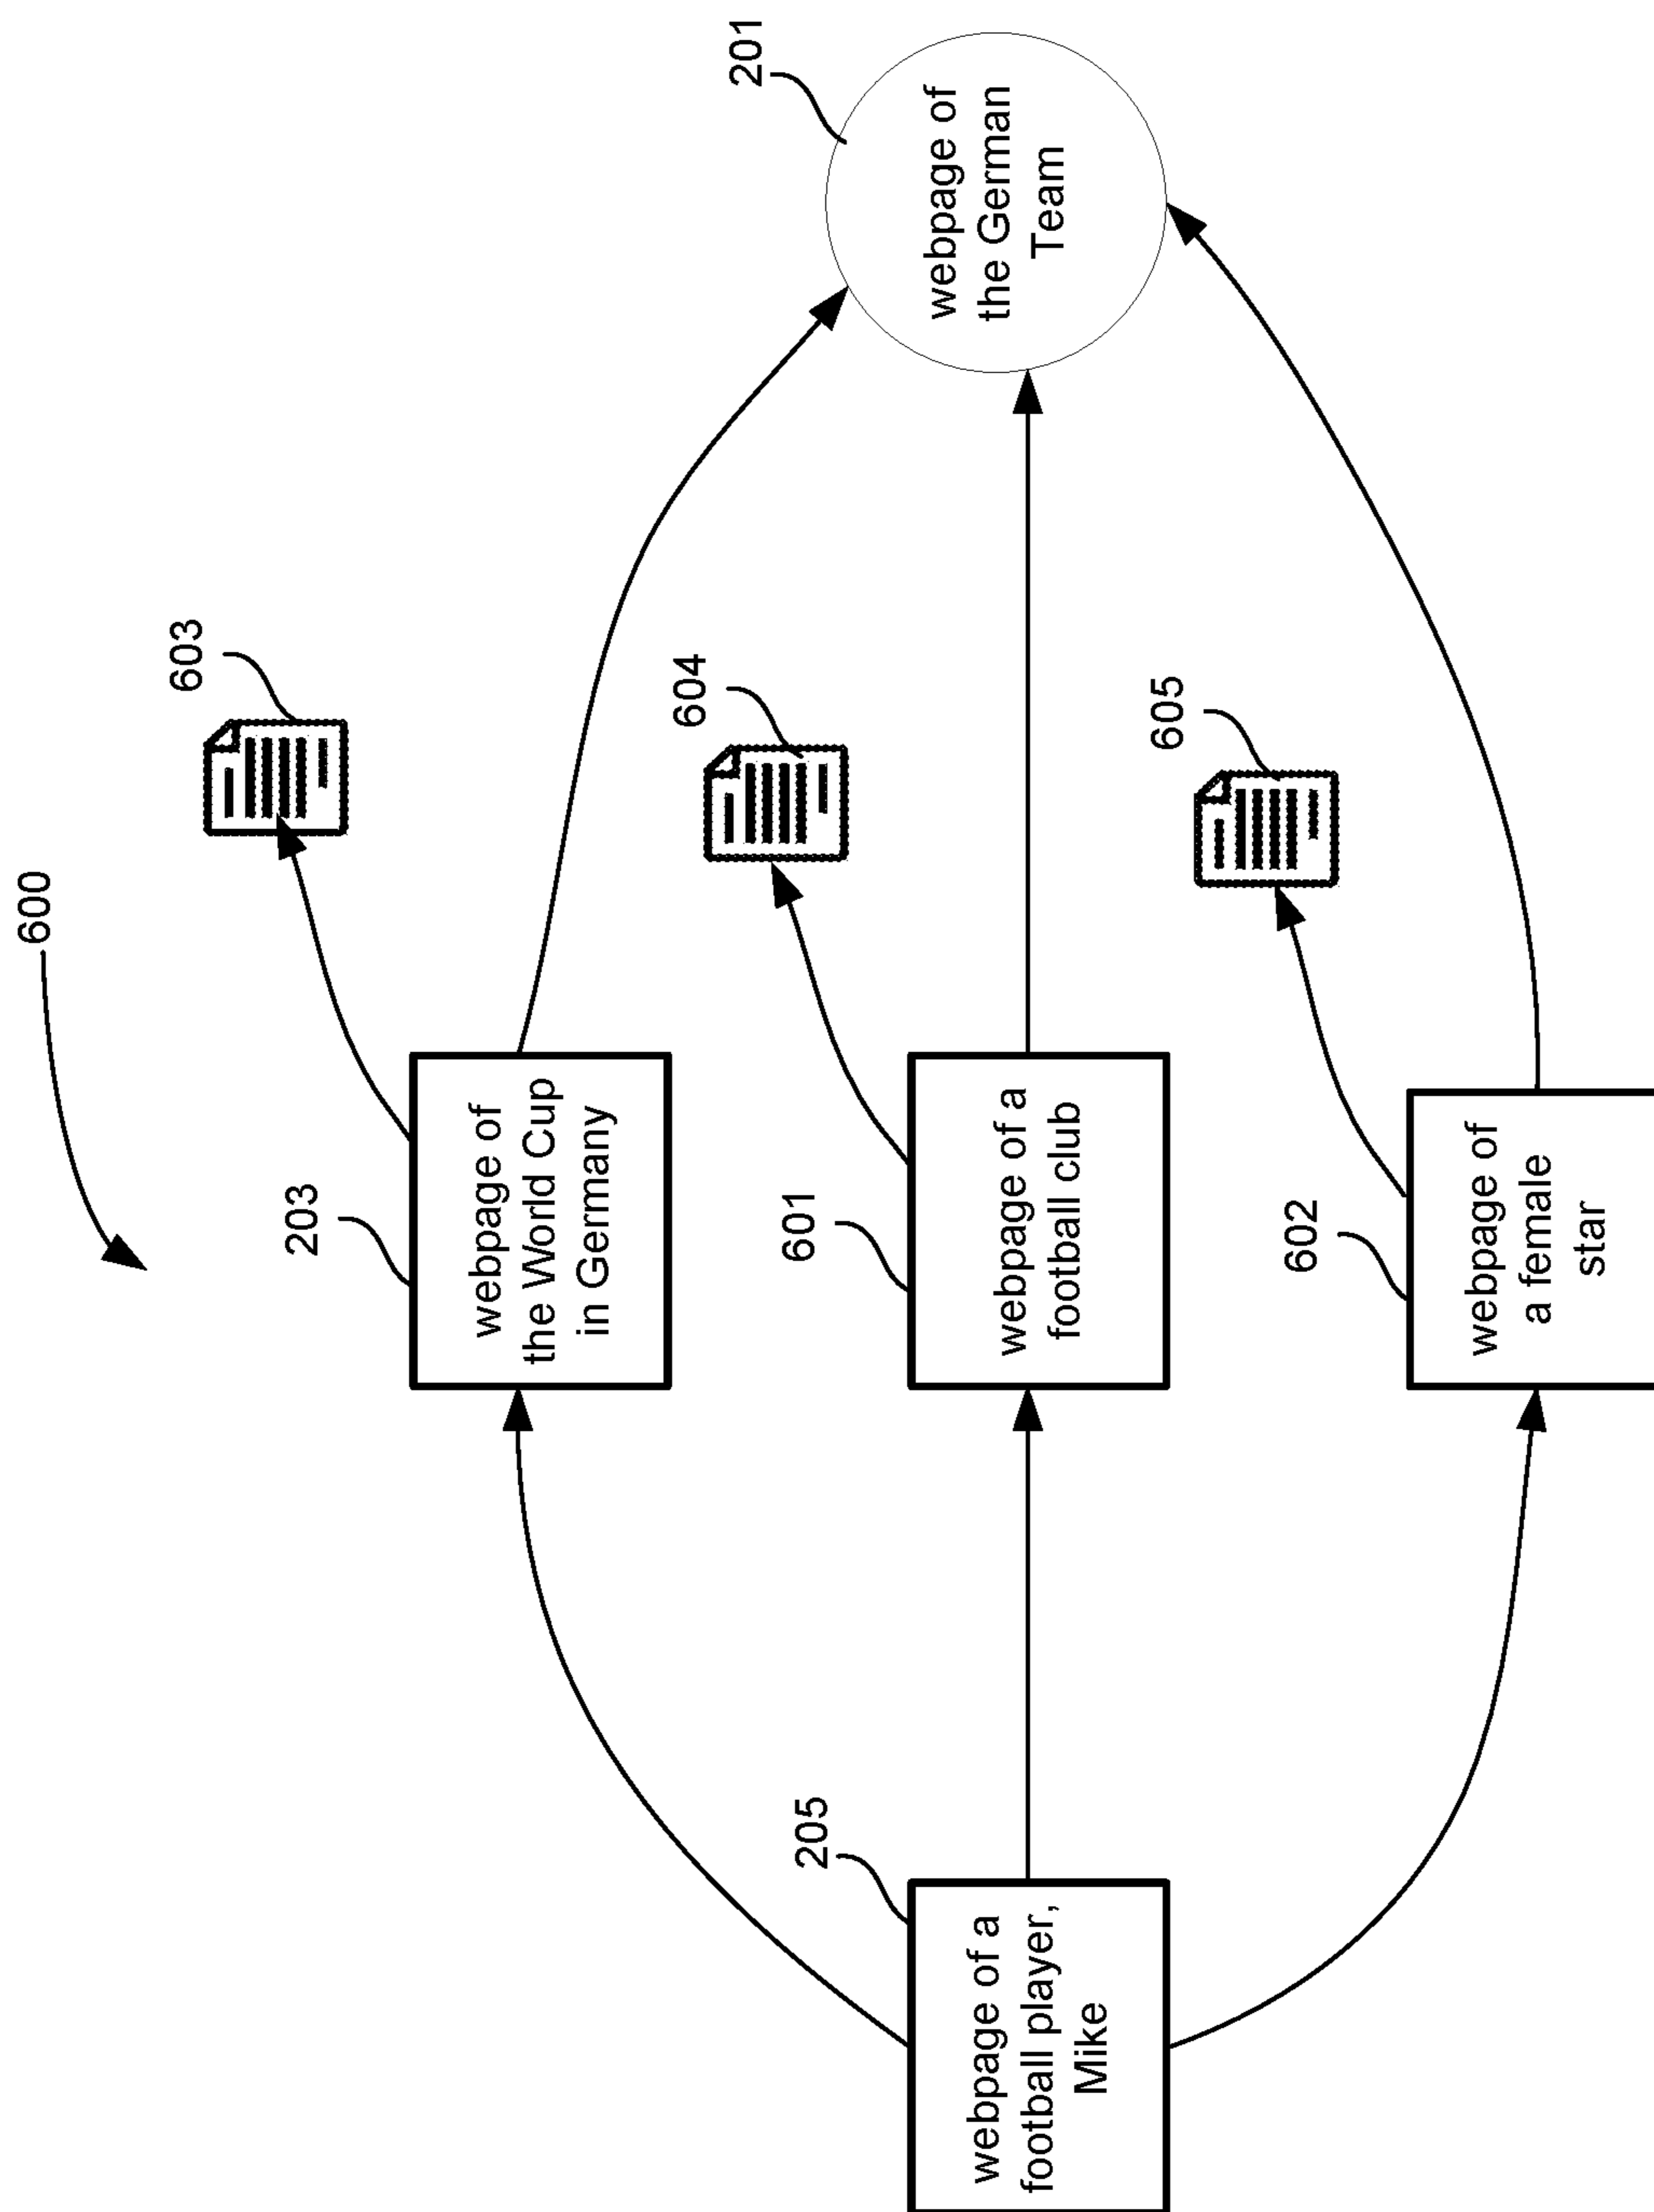 600
603
203
webpage of
the World Cup
in Germany
604
201
205
601
webpage of a
football player,
Mike
webpage of a
football club
webpage of
the German
Team
605
602
webpage of
a female
star